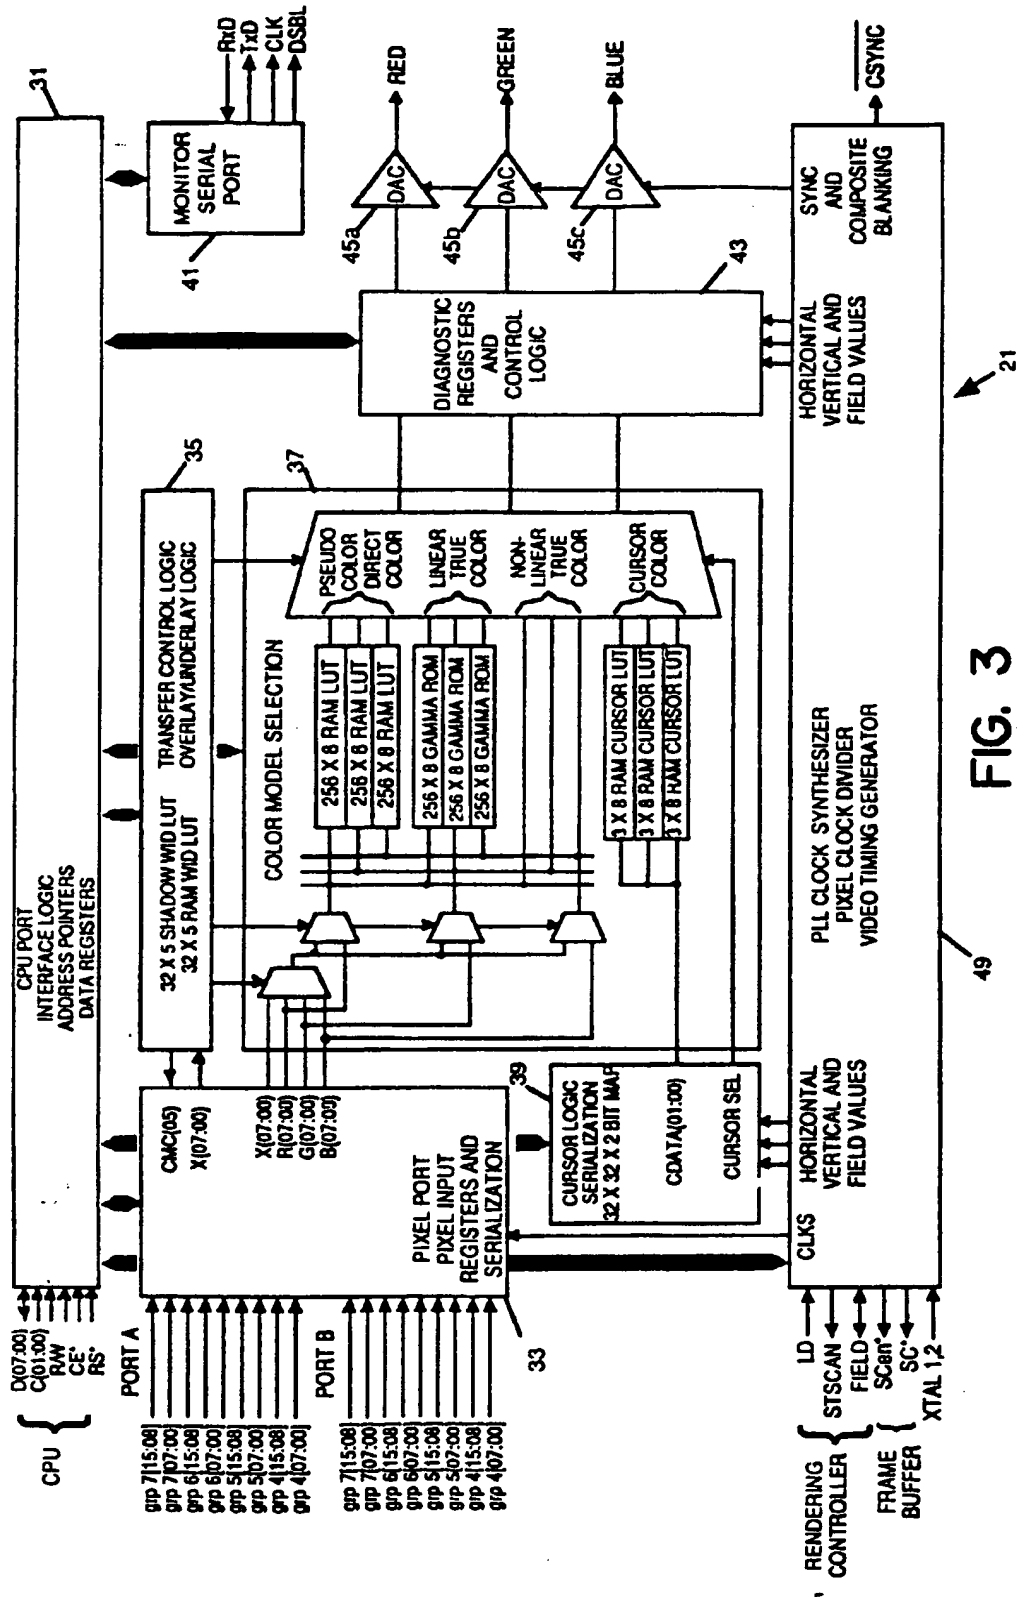 CPU
D(07:00)
C(01:00)
R/W
CE*
RS*
CPU PORT
INTERFACE LOGIC
ADDRESS POINTERS
DATA REGISTERS
31
PORT A
grp 7[15:08]
grp 7[07:00]
grp 6[15:08]
grp 6[07:00]
grp 5[15:08]
grp 5[07:00]
grp 4[15:08]
grp 4[07:00]
PORT B
grp 7[15:08]
grp 7[07:00]
grp 6[15:08]
grp 6[07:00]
grp 5[15:08]
grp 5[07:00]
grp 4[15:08]
grp 4[07:00]
CMC(05)
X(07:00)
X(07:00)
R(07:00)
G(07:00)
B(07:00)
PIXEL PORT
PIXEL INPUT
REGISTERS AND
SERIALIZATION
33
32 X 5 SHADOW WID LUT
32 X 5 RAM WID LUT
TRANSFER CONTROL LOGIC
OVERLAY/UNDERLAY LOGIC
35
COLOR MODEL SELECTION
37
256 X 8 RAM LUT
256 X 8 RAM LUT
256 X 8 RAM LUT
256 X 8 GAMMA ROM
256 X 8 GAMMA ROM
256 X 8 GAMMA ROM
3 X 8 RAM CURSOR LUT
3 X 8 RAM CURSOR LUT
3 X 8 RAM CURSOR LUT
PSEUDO
COLOR
DIRECT
COLOR
LINEAR
TRUE
COLOR
NON-
LINEAR
TRUE
COLOR
CURSOR
COLOR
39
CURSOR LOGIC
SERIALIZATION
32 X 32 X 2 BIT MAP
CDATA(01:00)
CURSOR SEL
MONITOR
SERIAL
PORT
41
RxD
TxD
CLK
DSBL
DIAGNOSTIC
REGISTERS
AND
CONTROL
LOGIC
43
45a
DAC
RED
45b
DAC
GREEN
45c
DAC
BLUE
CLKS
HORIZONTAL
VERTICAL AND
FIELD VALUES
PLL CLOCK SYNTHESIZER
PIXEL CLOCK DIVIDER
VIDEO TIMING GENERATOR
HORIZONTAL
VERTICAL AND
FIELD VALUES
SYNC
AND
COMPOSITE
BLANKING
CSYNC
49
RENDERING
CONTROLLER
LD
STSCAN
FIELD
FRAME
BUFFER
SCen*
SC*
XTAL 1,2
21
FIG. 3